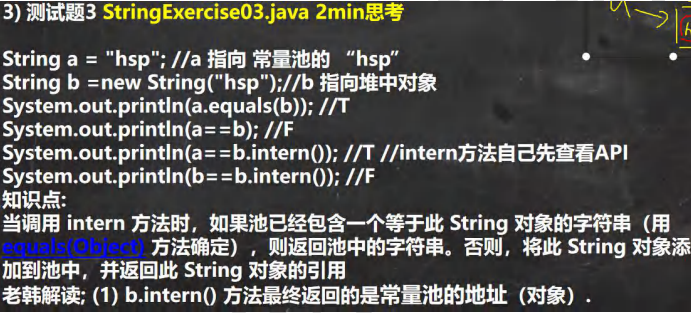 3) 测试题3 StringExercise03.java 2min思考
String a = "hsp"; //a 指向 常量池的 “hsp”
String b =new String("hsp");//b 指向堆中对象
System.out.println(a.equals(b)); //T
System.out.println(a==b); //F
System.out.println(a==b.intern()); //T //intern方法自己先查看API
System.out.println(b==b.intern()); //F
知识点:
当调用 intern 方法时，如果池已经包含一个等于此 String 对象的字符串（用
equals(Object) 方法确定），则返回池中的字符串。否则，将此 String 对象添
加到池中，并返回此 String 对象的引用
老韩解读; (1) b.intern() 方法最终返回的是常量池的地址（对象）.